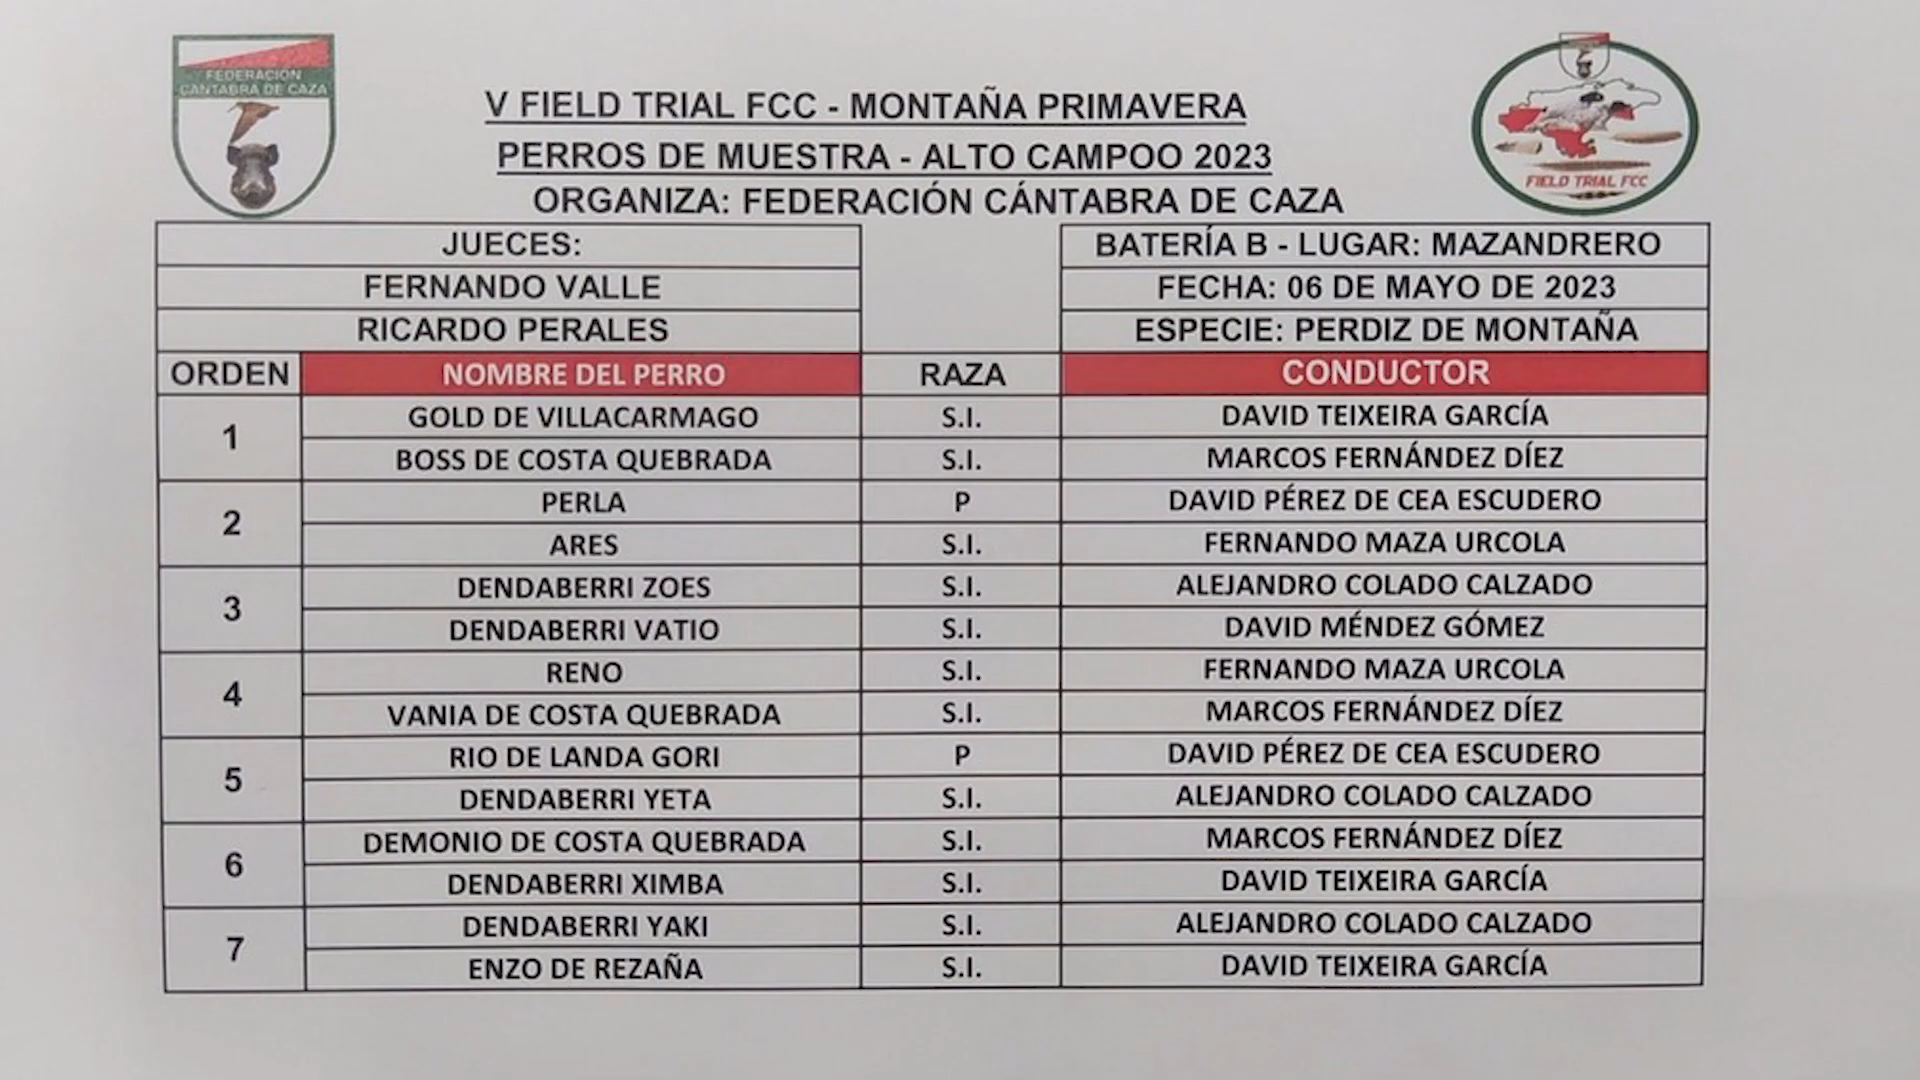 FEDERACIÓN
CANTABRA DE CAZA
V FIELD TRIAL FCC - MONTAÑA PRIMAVERA
PERROS DE MUESTRA - ALTO CAMPOO 2023
ORGANIZA: FEDERACIÓN CÁNTABRA DE CAZA
FIELD TRIAL FCC
JUECES:
BATERÍA B - LUGAR: MAZANDRERO
FERNANDO VALLE
FECHA: 06 DE MAYO DE 2023
RICARDO PERALES
ESPECIE: PERDIZ DE MONTAÑA
ORDEN NOMBRE DEL PERRO RAZA CONDUCTOR
1 GOLD DE VILLACARMAGO S.I. DAVID TEIXEIRA GARCÍA
BOSS DE COSTA QUEBRADA S.I. MARCOS FERNÁNDEZ DÍEZ
2 PERLA P DAVID PÉREZ DE CEA ESCUDERO
ARES S.I. FERNANDO MAZA URCOLA
3 DENDABERRI ZOES S.I. ALEJANDRO COLADO CALZADO
DENDABERRI VATIO S.I. DAVID MÉNDEZ GÓMEZ
4 RENO S.I. FERNANDO MAZA URCOLA
VANIA DE COSTA QUEBRADA S.I. MARCOS FERNÁNDEZ DÍEZ
5 RIO DE LANDA GORI P DAVID PÉREZ DE CEA ESCUDERO
DENDABERRI YETA S.I. ALEJANDRO COLADO CALZADO
6 DEMONIO DE COSTA QUEBRADA S.I. MARCOS FERNÁNDEZ DÍEZ
DENDABERRI XIMBA S.I. DAVID TEIXEIRA GARCÍA
7 DENDABERRI YAKI S.I. ALEJANDRO COLADO CALZADO
ENZO DE REZAÑA S.I. DAVID TEIXEIRA GARCÍA